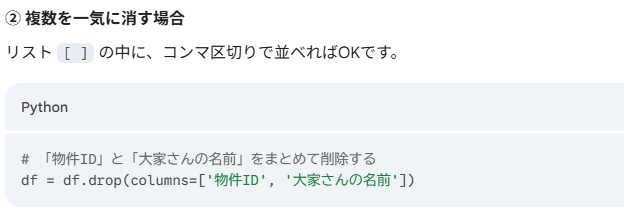 ② 複数を一気に消す場合
リスト [ ] の中に、コンマ区切りで並べればOKです。
Python
# 「物件ID」と「大家さんの名前」をまとめて削除する
df = df.drop(columns=['物件ID', '大家さんの名前'])